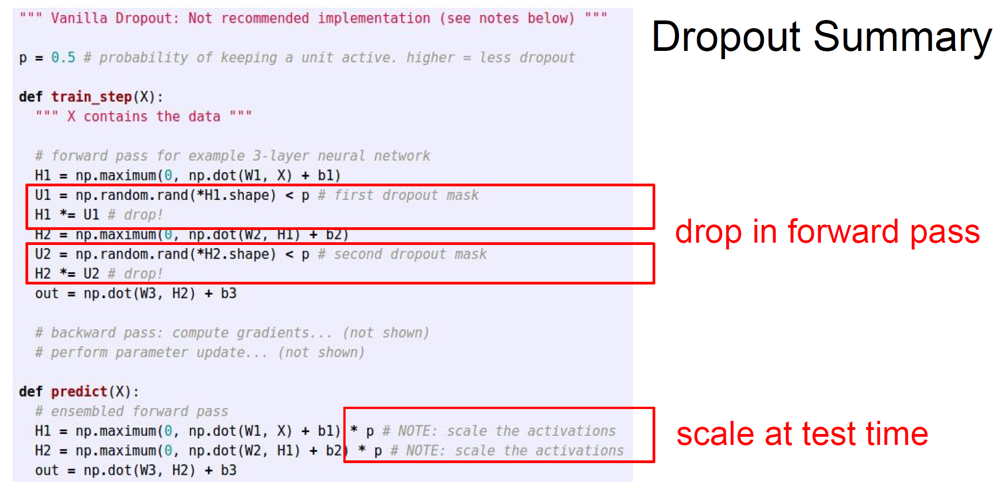 """ Vanilla Dropout: Not recommended implementation (see notes below) """
Dropout Summary
p = 0.5 # probability of keeping a unit active. higher = less dropout
def train_step(X):
""" X contains the data """
# forward pass for example 3-layer neural network
H1 = np.maximum(0, np.dot(W1, X) + b1)
U1 = np.random.rand(*H1.shape) < p # first dropout mask
H1 *= U1 # drop!
H2 = np.maximum(0, np.dot(W2, H1) + b2)
drop in forward pass
U2 = np.random.rand(*H2.shape) < p # second dropout mask
H2 *= U2 # drop!
out = np.dot(W3, H2) + b3
# backward pass: compute gradients... (not shown)
# perform parameter update... (not shown)
def predict(X):
# ensembled forward pass
H1 = np.maximum(0, np.dot(W1, X) + b1) * p # NOTE: scale the activations
scale at test time
H2 = np.maximum(0, np.dot(W2, H1) + b2) * p # NOTE: scale the activations
out = np.dot(W3, H2) + b3